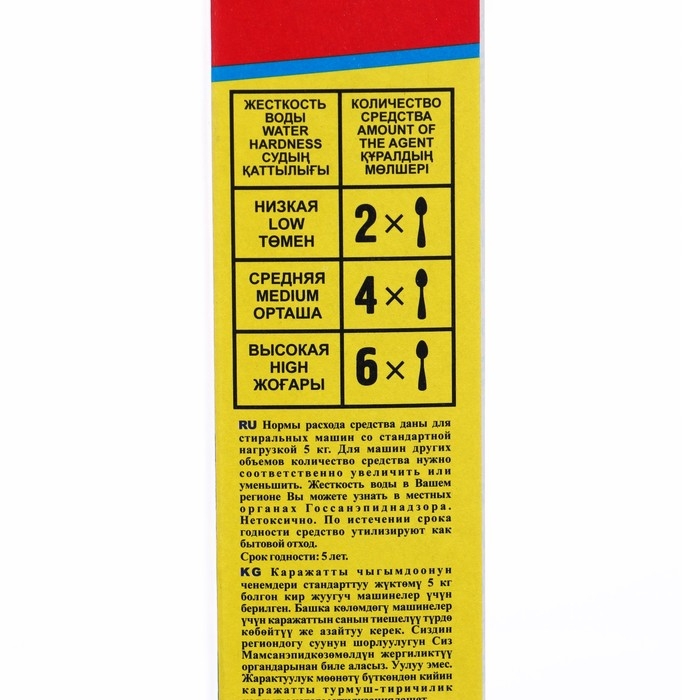 ЖЕСТКОСТЬ
ВОДЫ
WATER
HARDNESS
СУДЫҢ
ҚАТТЫЛЫҒЫ
КОЛИЧЕСТВО
СРЕДСТВА
AMOUNT OF
THE AGENT
ҚҰРАЛДЫҢ
МӨЛШЕРІ
НИЗКАЯ
LOW
ТӨМЕН
2×
СРЕДНЯЯ
MEDIUM
ОРТАША
4×
ВЫСОКАЯ
HIGH
ЖОҒАРЫ
6×
RU Нормы расхода средства даны для
стиральных машин со стандартной
нагрузкой 5 кг. Для машин других
объемов количество средства нужно
соответственно увеличить или
уменьшить. Жесткость воды в Вашем
регионе Вы можете узнать в местных
органах Госсанэпиднадзора.
Нетоксично. По истечении срока
годности средство утилизируют как
бытовой отход.
Срок годности: 5 лет.
KG Каражатты чыгымдоонун
ченемдери стандарттуу жүктөмү 5 кг
болгон кир жуугуч машинелер үчүн
берилген. Башка көлөмдөгү машинелер
үчүн каражаттын санын тиешелүү түрдө
көбөйтүү же азайтуу керек. Сиздин
региондогу суунун шорлуулугун Сиз
Мамсанэпидкөзөмөлдүн жергиликтүү
органдарынан биле аласыз. Уулуу эмес.
Жарактуулук мөөнөтү бүткөндөн кийин
каражатты турмуш-тиричилик